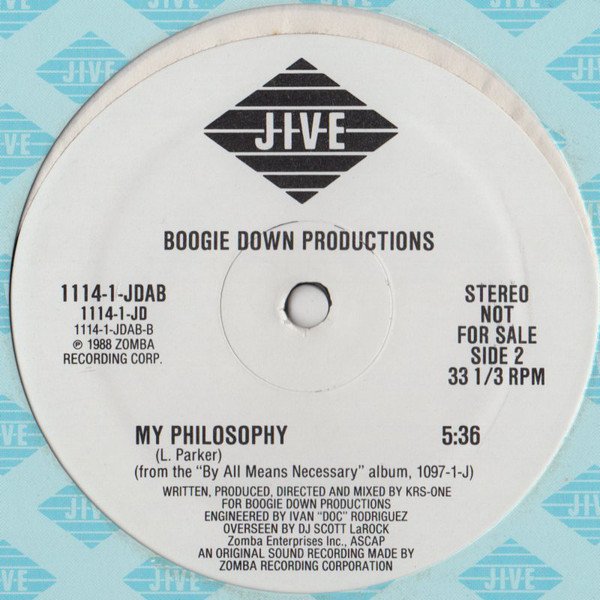 JIVE
BOOGIE DOWN PRODUCTIONS
1114-1-JDAB
1114-1-JD
1114-1-JDAB-B
℗ 1988 ZOMBA
RECORDING CORP.
STEREO
NOT
FOR SALE
SIDE 2
33 1/3 RPM
MY PHILOSOPHY 5:36
(L. Parker)
(from the “By All Means Necessary” album, 1097-1-J)
WRITTEN, PRODUCED, DIRECTED AND MIXED BY KRS-ONE
FOR BOOGIE DOWN PRODUCTIONS
ENGINEERED BY IVAN “DOC” RODRIGUEZ
OVERSEEN BY DJ SCOTT LaROCK
Zomba Enterprises Inc., ASCAP
AN ORIGINAL SOUND RECORDING MADE BY
ZOMBA RECORDING CORPORATION
JIVE
JIVE
JIVE
JIVE